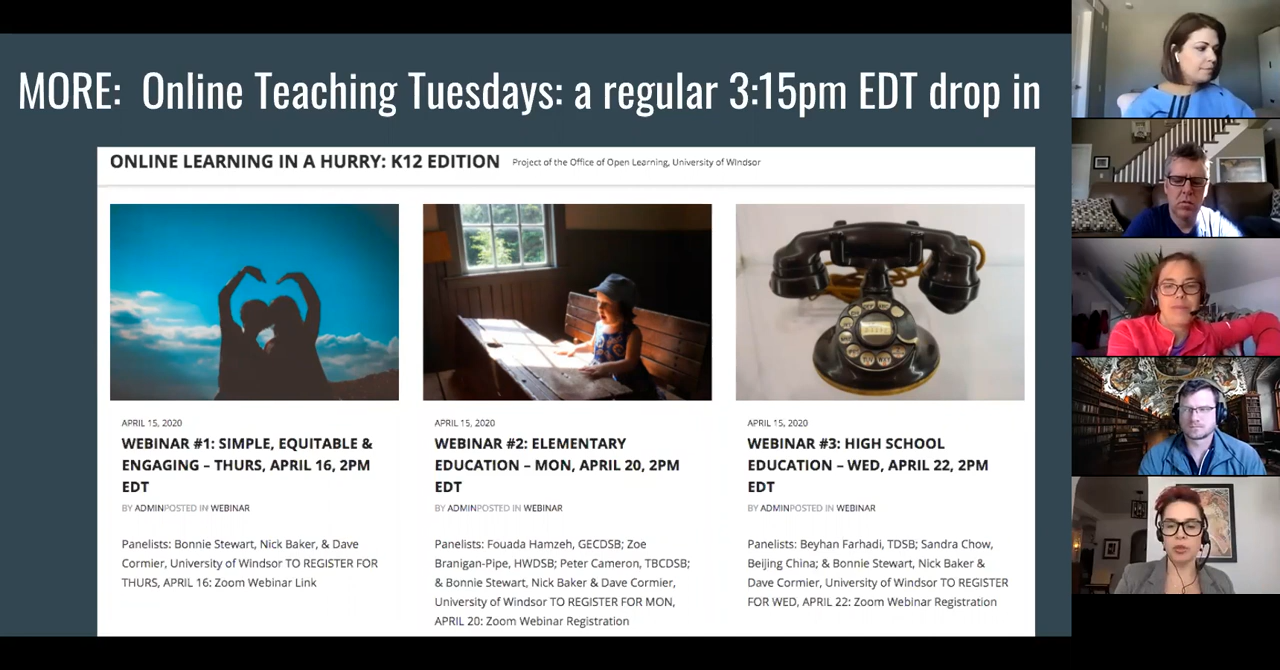 MORE: Online Teaching Tuesdays: a regular 3:15pm EDT drop in
ONLINE LEARNING IN A HURRY: K12 EDITION Project of the Office of Open Learning, University of Windsor
APRIL 15, 2020
WEBINAR #1: SIMPLE, EQUITABLE &
ENGAGING – THURS, APRIL 16, 2PM
EDT
BY ADMINPOSTED IN WEBINAR
Panelists: Bonnie Stewart, Nick Baker, & Dave
Cormier, University of Windsor TO REGISTER FOR
THURS, APRIL 16: Zoom Webinar Link
APRIL 15, 2020
WEBINAR #2: ELEMENTARY
EDUCATION – MON, APRIL 20, 2PM
EDT
BY ADMINPOSTED IN WEBINAR
Panelists: Fouada Hamzeh, GECDSB; Zoe
Branigan-Pipe, HWDSB; Peter Cameron, TBCDSB;
& Bonnie Stewart, Nick Baker & Dave Cormier,
University of Windsor TO REGISTER FOR MON,
APRIL 20: Zoom Webinar Registration
APRIL 15, 2020
WEBINAR #3: HIGH SCHOOL
EDUCATION – WED, APRIL 22, 2PM
EDT
BY ADMINPOSTED IN WEBINAR
Panelists: Beyhan Farhadi, TDSB; Sandra Chow,
Beijing China; & Bonnie Stewart, Nick Baker &
Dave Cormier, University of Windsor TO REGISTER
FOR WED, APRIL 22: Zoom Webinar Registration